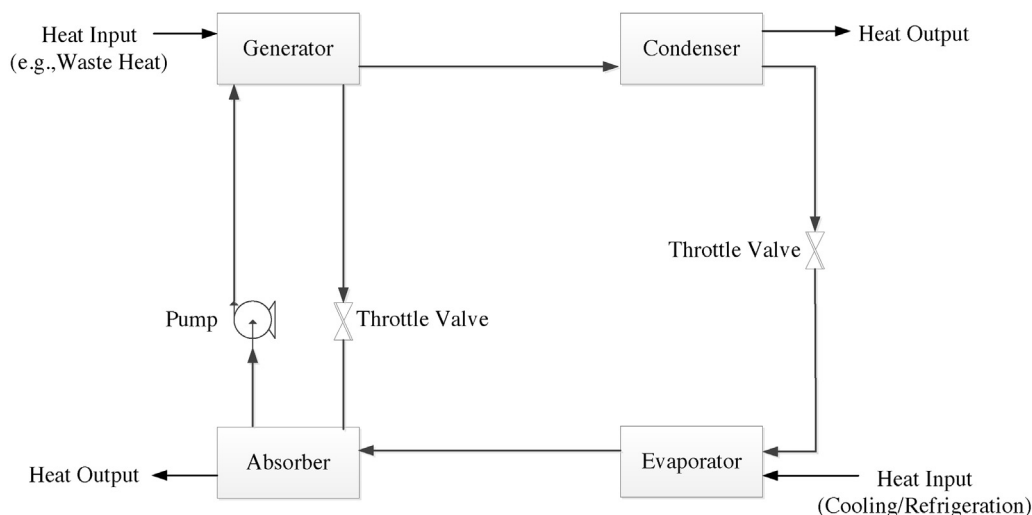 Heat Input
(e.g.,Waste Heat)
Generator
Condenser
Heat Output
Throttle Valve
Pump
Throttle Valve
Heat Output
Absorber
Evaporator
Heat Input
(Cooling/Refrigeration)